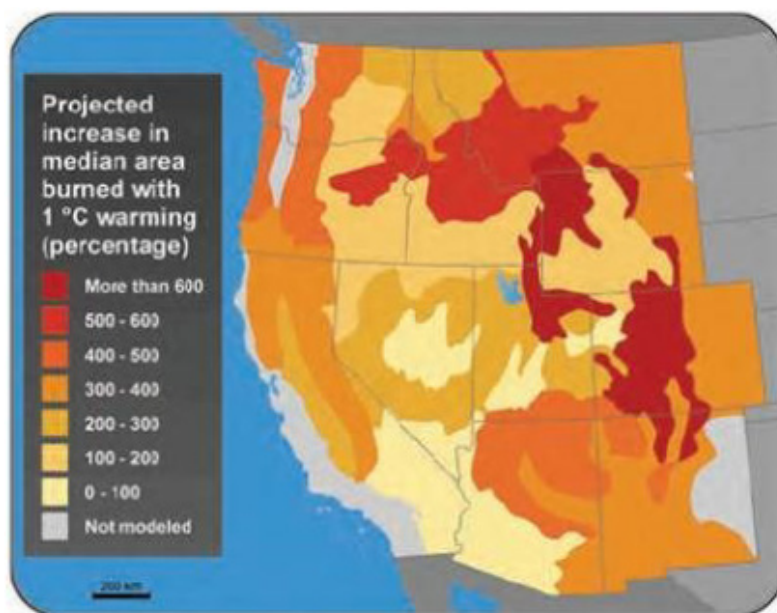 Projected
increase in
median area
burned with
1 °C warming
(percentage)
More than 600
500 - 600
400 - 500
300 - 400
200 - 300
100 - 200
0 - 100
Not modeled
200 km